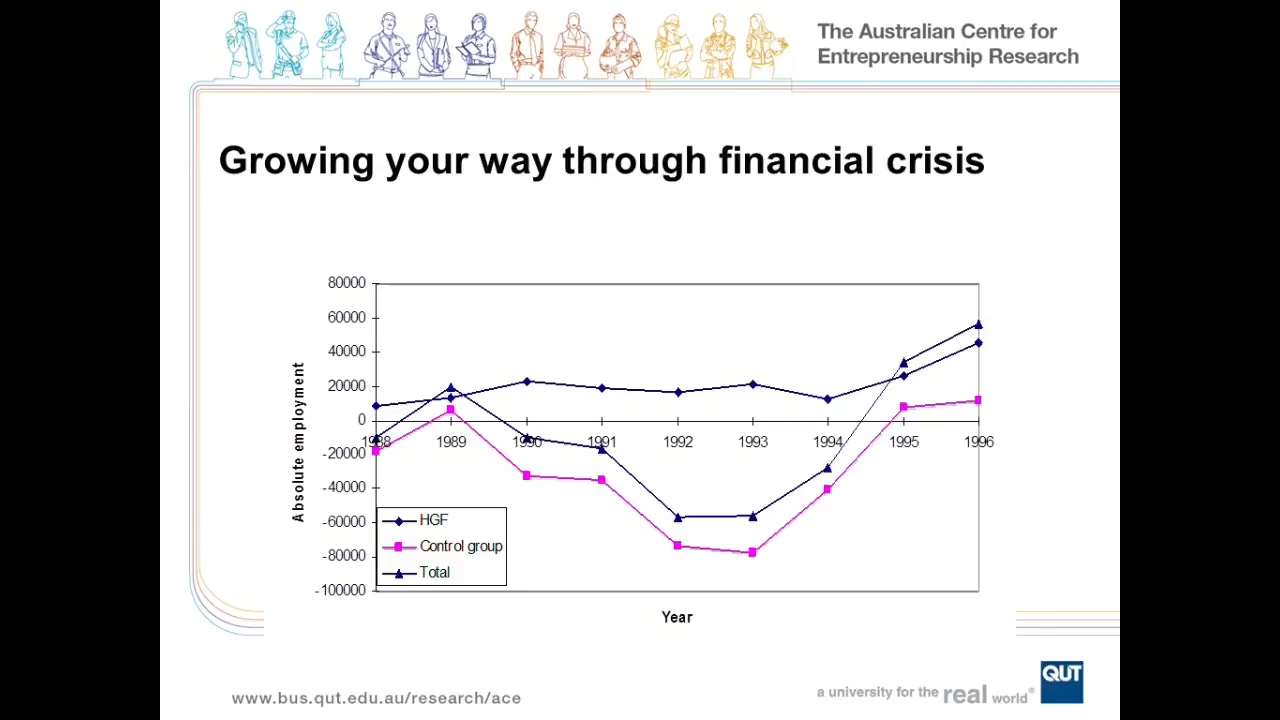 The Australian Centre for
Entrepreneurship Research
Growing your way through financial crisis
80000
60000
40000
20000
0
-20000
-40000
-60000
-80000
-100000
Absolute employment
1988
1989
1990
1991
1992
1993
1994
1995
1996
HGF
Control group
Total
Year
www.bus.qut.edu.au/research/ace
a university for the real world®
QUT